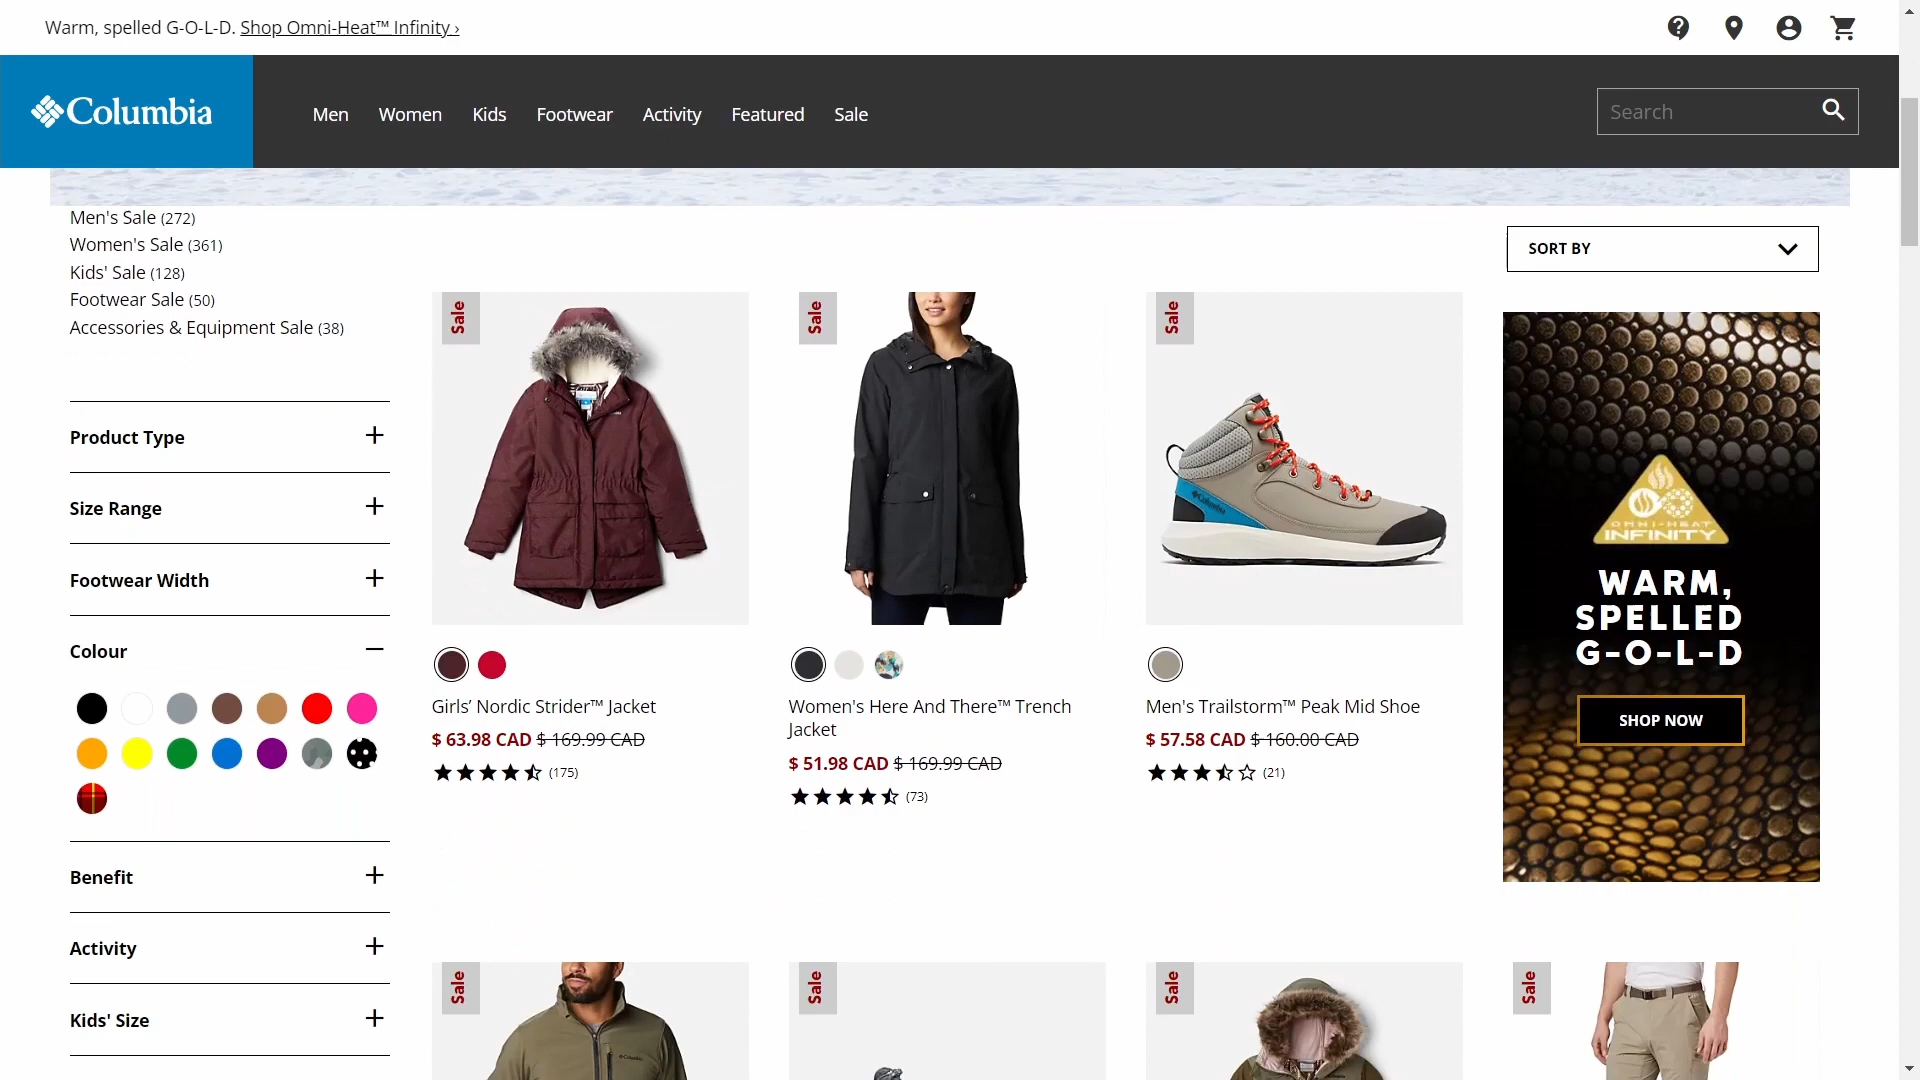 Warm, spelled G-O-L-D. Shop Omni-Heat™ Infinity ›
Columbia
Men
Women
Kids
Footwear
Activity
Featured
Sale
Search
Men's Sale (272)
Women's Sale (361)
Kids' Sale (128)
Footwear Sale (50)
Accessories & Equipment Sale (38)
SORT BY
Product Type
Size Range
Footwear Width
Colour
Benefit
Activity
Kids' Size
Sale
Girls’ Nordic Strider™ Jacket
$ 63.98 CAD $ 169.99 CAD
(175)
Sale
Women's Here And There™ Trench
Jacket
$ 51.98 CAD $ 169.99 CAD
(73)
Sale
Columbia
Men's Trailstorm™ Peak Mid Shoe
$ 57.58 CAD $ 160.00 CAD
(21)
OMNI-HEAT
INFINITY
WARM,
SPELLED
G-O-L-D
SHOP NOW
Sale
Columbia
Sale
Sale
Sale